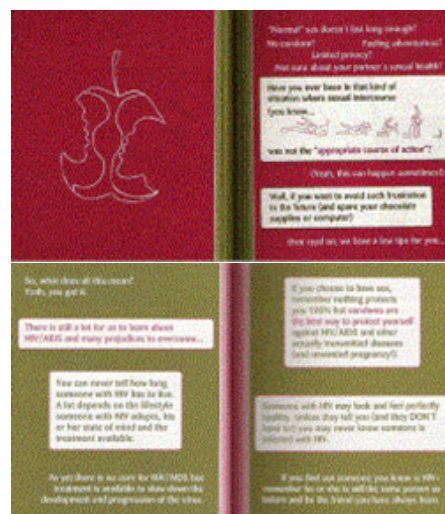 "Normal" sex doesn't last long enough?
No condom? Feeling adventurous?
Limited privacy?
Not sure about your partner's sexual health?
Have you ever been in that kind of
situation where sexual intercourse
(you know...
was not the "appropriate course of action"?
(Yeah, this can happen sometimes!)
Well, if you want to avoid such frustration
in the future (and spare your chocolate
supplies or computer)
then read on, we have a few tips for you...
So, what does all this mean?
Yeah, you got it.
There is still a lot for us to learn about
HIV/AIDS and many prejudices to overcome...
You can never tell how long
someone with HIV has to live.
A lot depends on the lifestyle
someone with HIV adopts, his
or her state of mind and the
treatment available.
As yet there is no cure for HIV/AIDS but
treatment is available to slow down the
development and progression of the virus.
If you choose to have sex,
remember nothing protects
you 100% but condoms are
the best way to protect yourself
against HIV/AIDS and other
sexually transmitted diseases
(and unwanted pregnancy!).
Someone with HIV may look and feel perfectly
healthy. Unless they tell you (and they DON'T
have to!) you may never know someone is
infected with HIV.
If you find out someone you know is HIV+
remember he or she is still the same person as
before and be the friend you have always been.